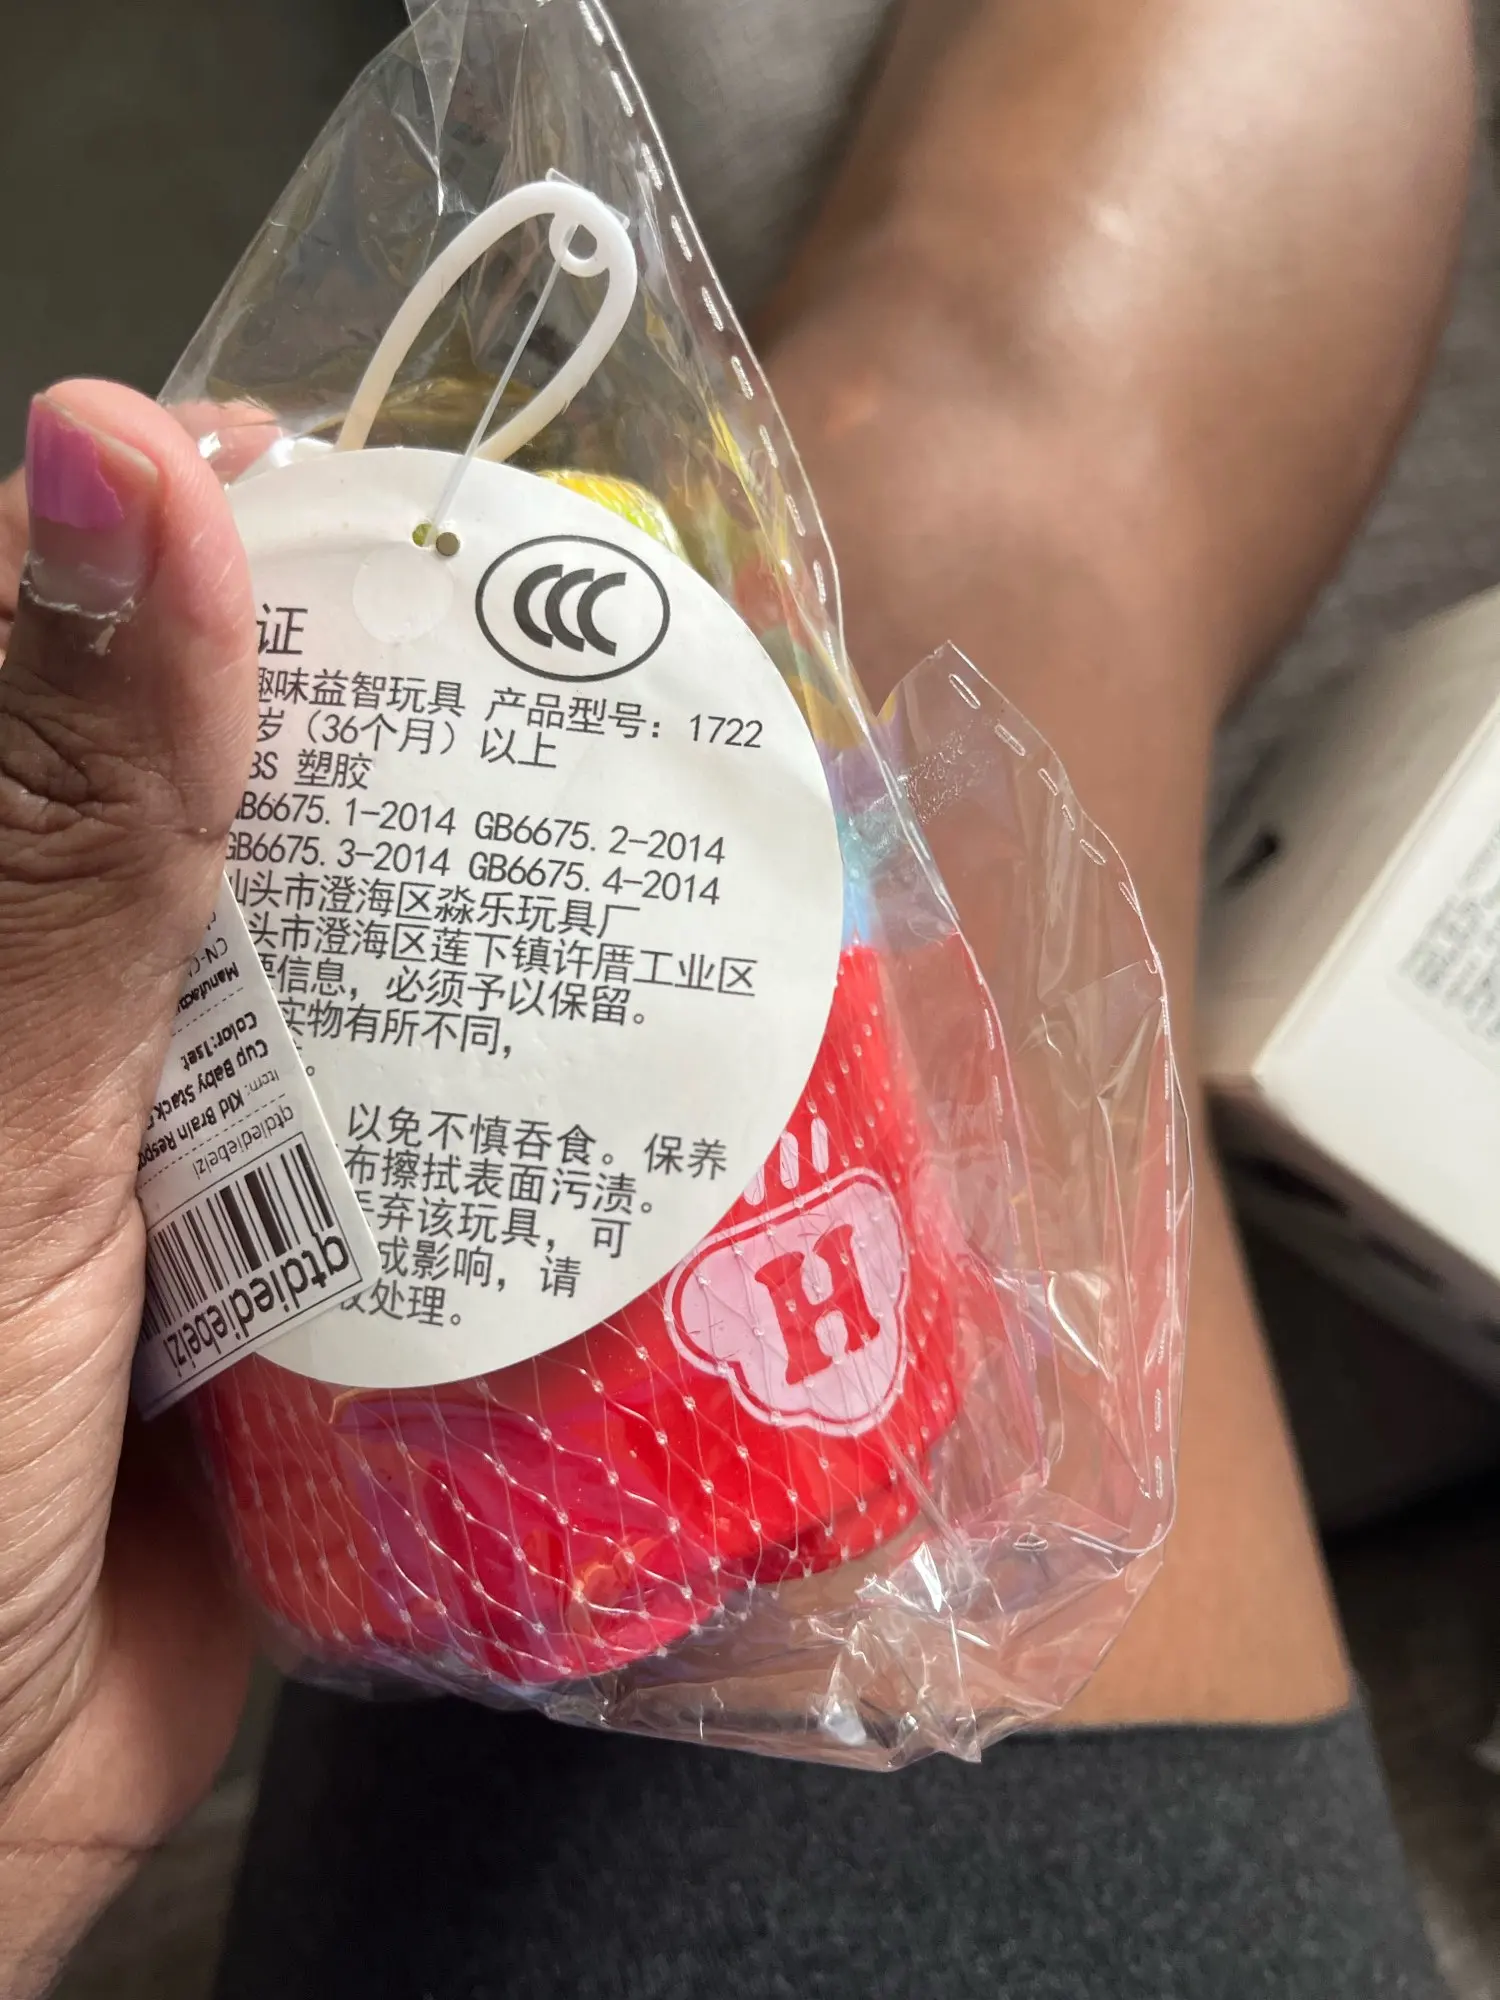 CCC
证
趣味益智玩具 产品型号：1722
岁（36个月）以上
BS 塑胶
GB6675.1-2014 GB6675.2-2014
GB6675.3-2014 GB6675.4-2014
汕头市澄海区淼乐玩具厂
头市澄海区莲下镇许厝工业区
信息，必须予以保留。
实物有所不同，
。
以免不慎吞食。保养
布擦拭表面污渍。
弃该玩具，可
成影响，请
处理。
H
qtdiediebeizi
qtdiediebeizi
Item: Kid Brain
Cup Baby Stack
Color:1set